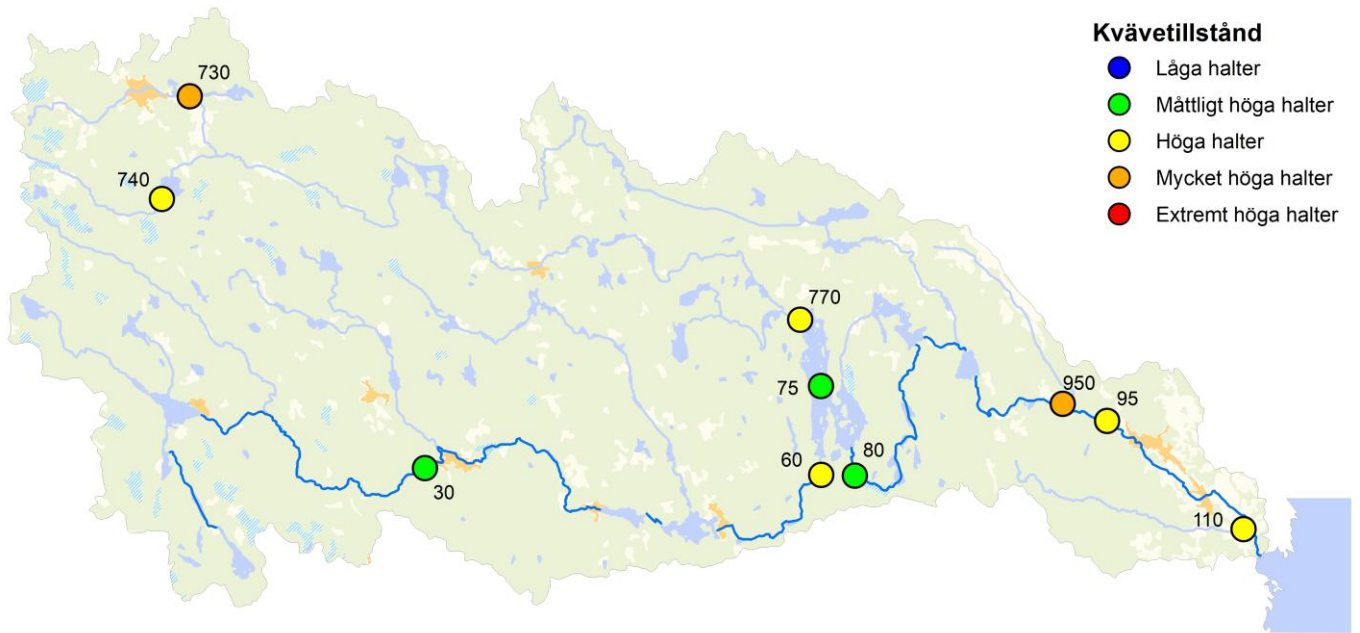 Kvävetillstånd
Låga halter
Måttligt höga halter
Höga halter
Mycket höga halter
Extremt höga halter
730
740
770
75
950
95
60
80
30
110